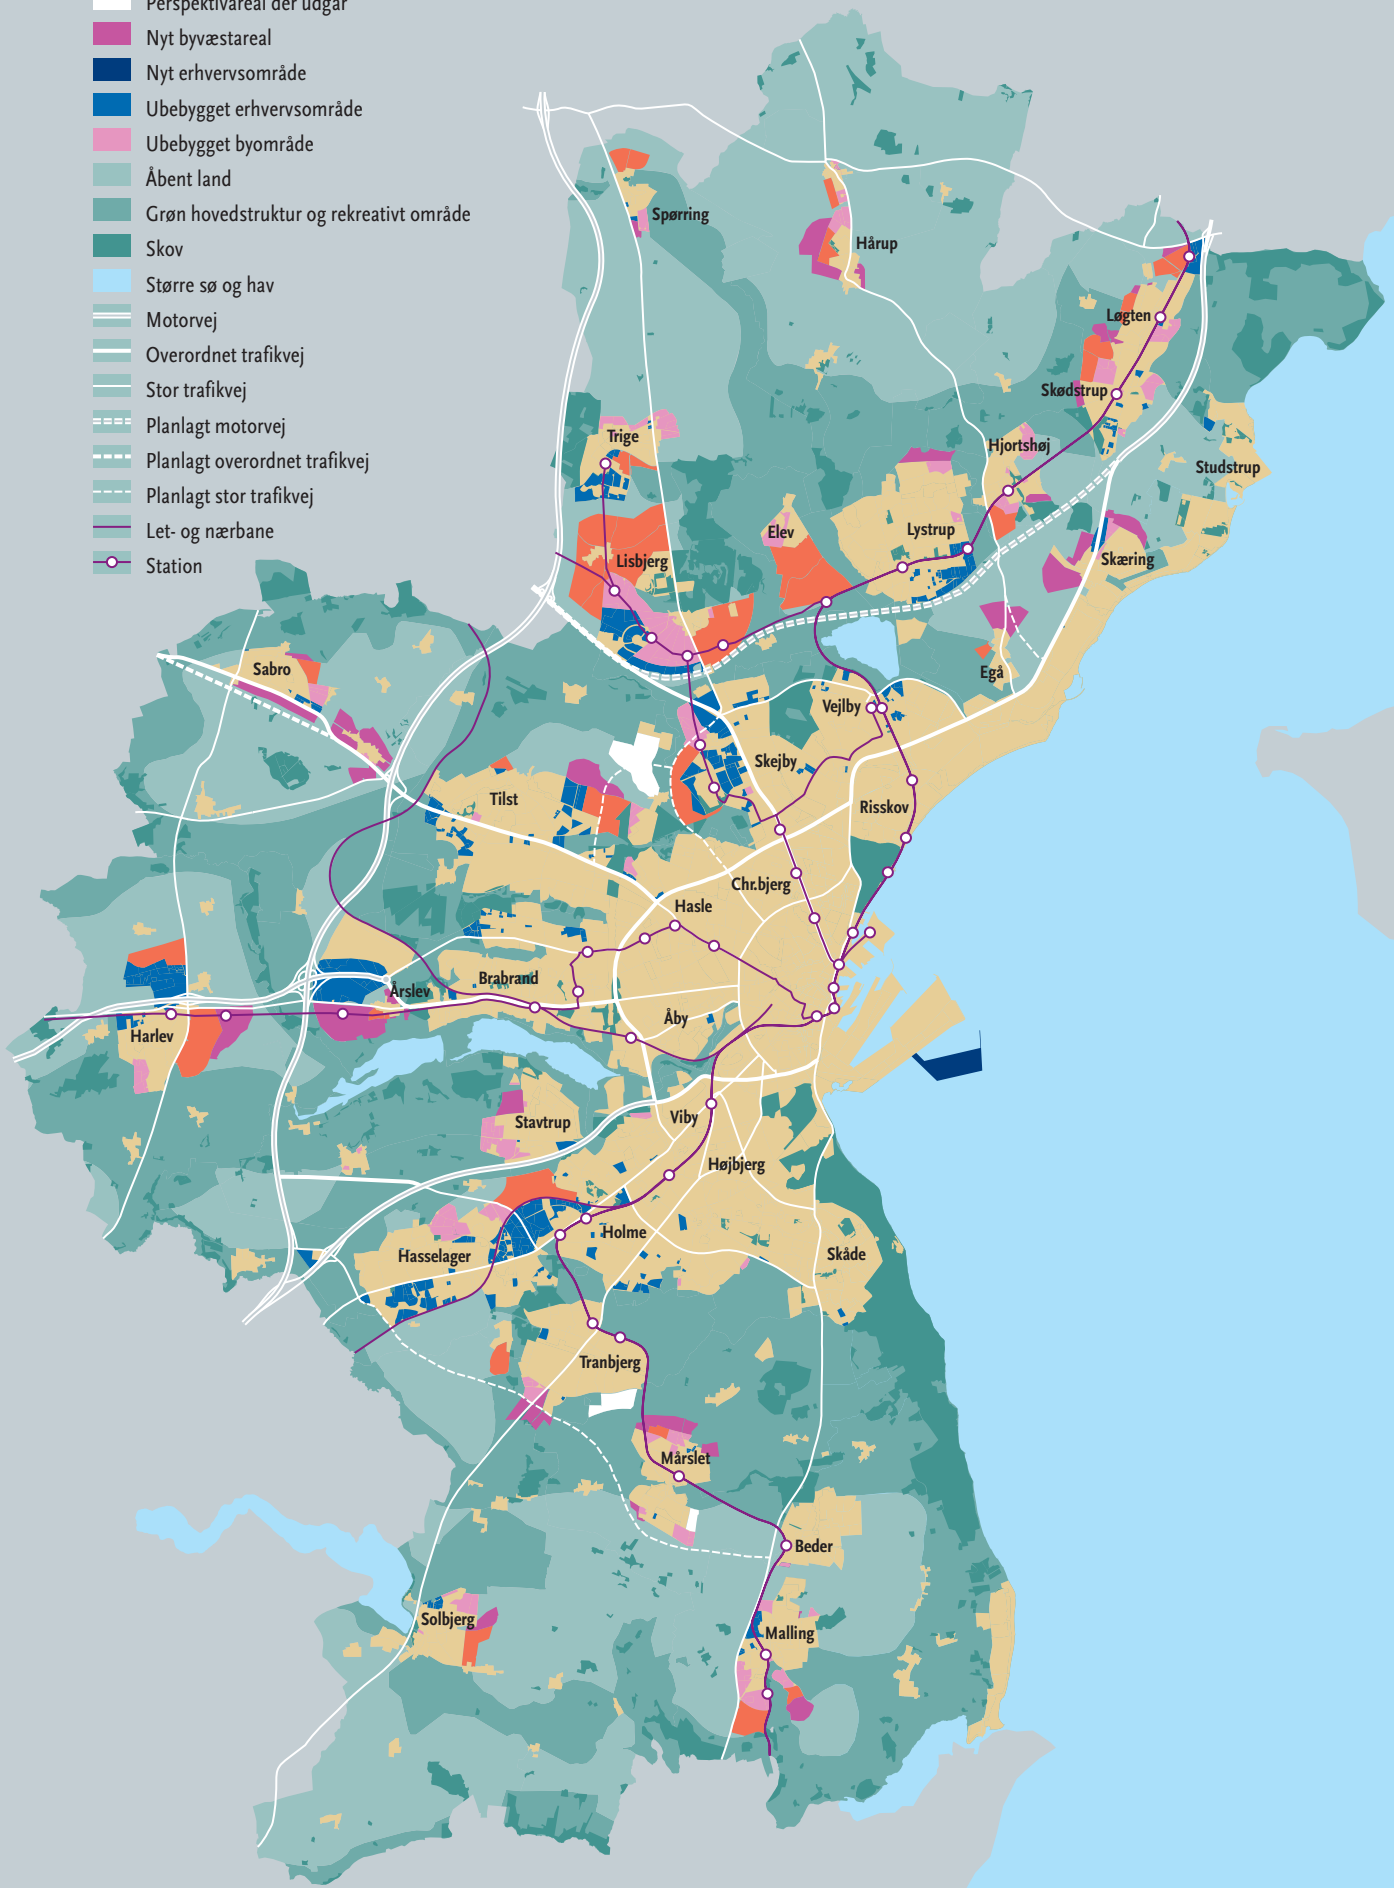 Perspektivareal der udgår
Nyt byvæstareal
Nyt erhvervsområde
Ubebygget erhvervsområde
Ubebygget byområde
Åbent land
Grøn hovedstruktur og rekreativt område
Skov
Større sø og hav
Motorvej
Overordnet trafikvej
Stor trafikvej
Planlagt motorvej
Planlagt overordnet trafikvej
Planlagt stor trafikvej
Let- og nærbane
Station
Spørring
Hårup
Løgten
Skødstrup
Trige
Hjortshøj
Studstrup
Elev
Lystrup
Lisbjerg
Skæring
Sabro
Egå
Vejlby
Skejby
Tilst
Risskov
Chr.bjerg
Hasle
Brabrand
Årslev
Åby
Harlev
Stavtrup
Viby
Højbjerg
Holme
Hasselager
Skåde
Tranbjerg
Mårslet
Beder
Solbjerg
Malling